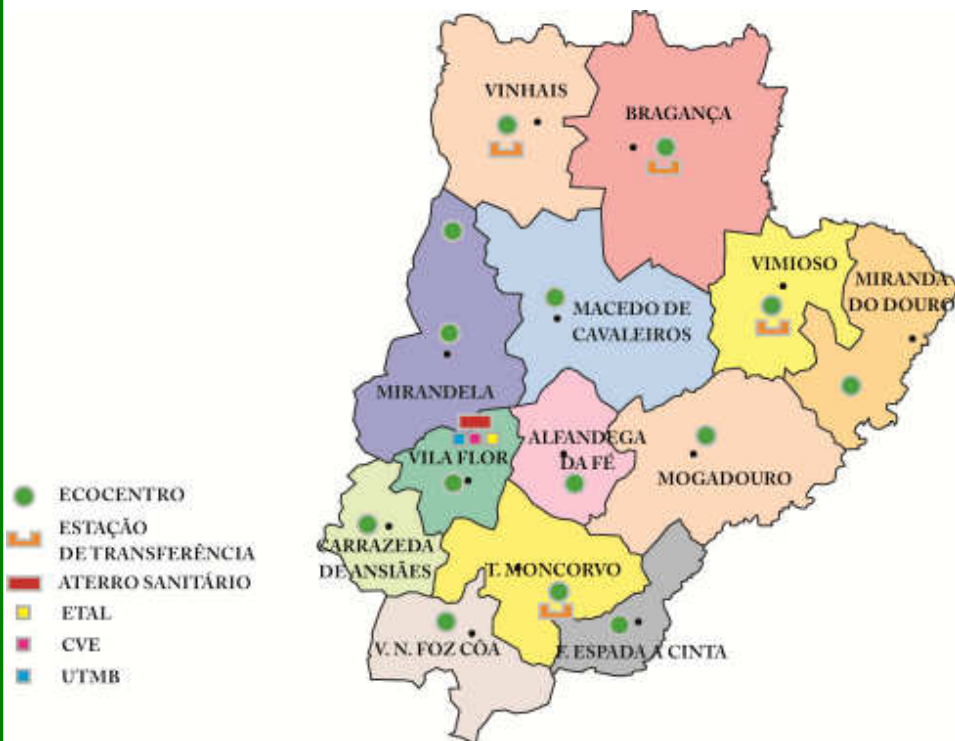 VINHAIS
BRAGANÇA
VIMIOSO
MIRANDA
DO DOURO
MACEDO DE
CAVALEIROS
MIRANDELA
ALFANDEGA
DA FÉ
VILA FLOR
MOGADOURO
CARRAZEDA
DE ANSIÃES
T. MONCORVO
V. N. FOZ CÔA
F. ESPADA À CINTA
ECOCENTRO
ESTAÇÃO
DE TRANSFERÊNCIA
ATERRO SANITÁRIO
ETAL
CVE
UTMB